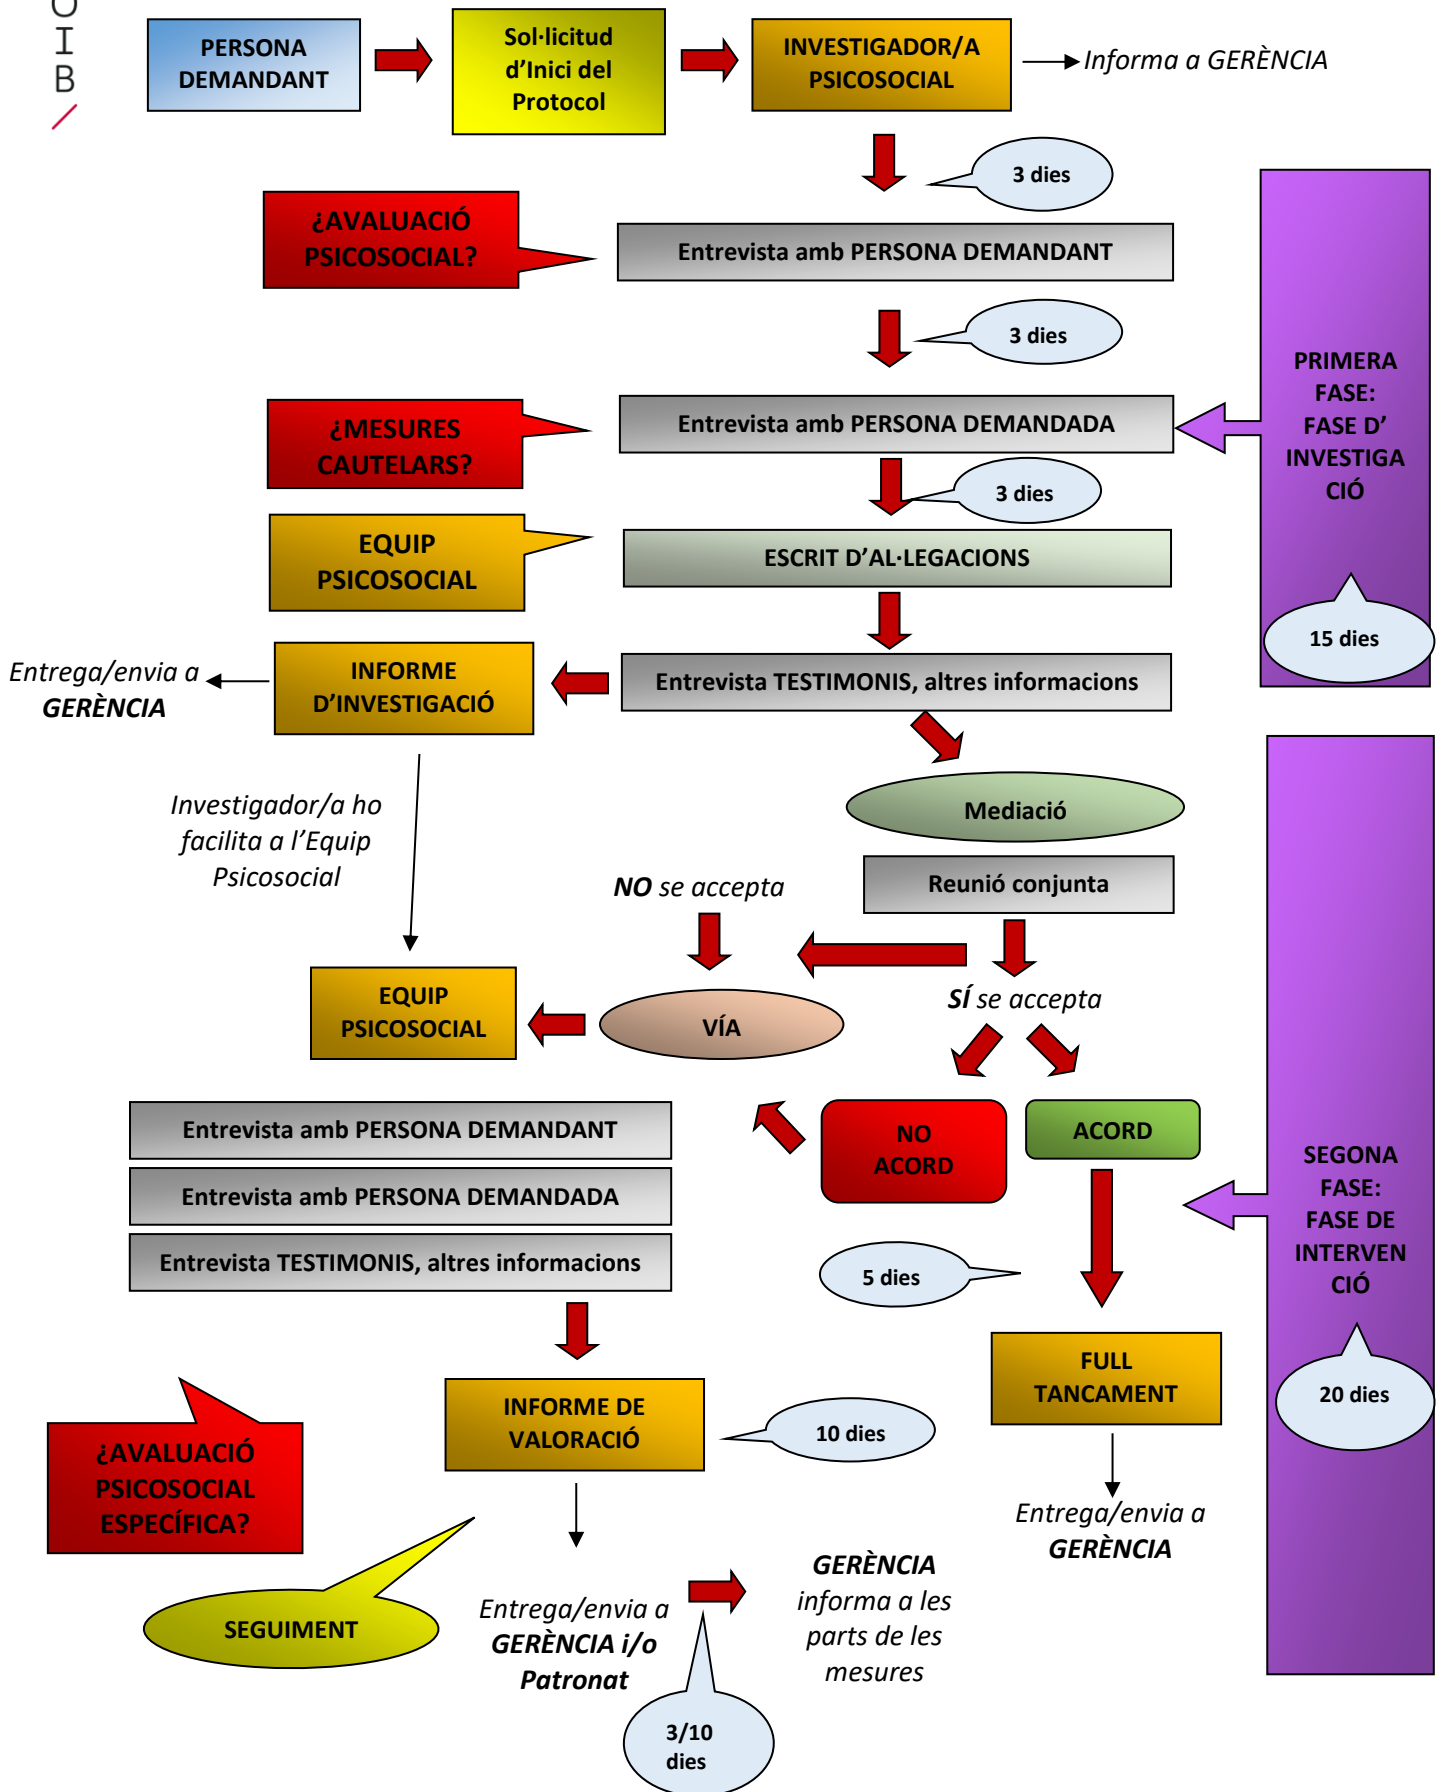 O
I
B
/
PERSONA
DEMANDANT
Sol·licitud
d’Inici del
Protocol
INVESTIGADOR/A
PSICOSOCIAL
Informa a GERÈNCIA
3 dies
¿AVALUACIÓ
PSICOSOCIAL?
Entrevista amb PERSONA DEMANDANT
3 dies
PRIMERA
FASE:
FASE D’
INVESTIGA
CIÓ
¿MESURES
CAUTELARS?
Entrevista amb PERSONA DEMANDADA
3 dies
EQUIP
PSICOSOCIAL
ESCRIT D’AL·LEGACIONS
15 dies
Entrega/envia a
GERÈNCIA
INFORME
D’INVESTIGACIÓ
Entrevista TESTIMONIS, altres informacions
Investigador/a ho
facilita a l’Equip
Psicosocial
Mediació
Reunió conjunta
NO se accepta
SÍ se accepta
EQUIP
PSICOSOCIAL
VÍA
Entrevista amb PERSONA DEMANDANT
Entrevista amb PERSONA DEMANDADA
Entrevista TESTIMONIS, altres informacions
NO
ACORD
ACORD
SEGONA
FASE:
FASE DE
INTERVEN
CIÓ
5 dies
FULL
TANCAMENT
20 dies
INFORME DE
VALORACIÓ
10 dies
¿AVALUACIÓ
PSICOSOCIAL
ESPECÍFICA?
Entrega/envia a
GERÈNCIA
SEGUIMENT
Entrega/envia a
GERÈNCIA i/o
Patronat
GERÈNCIA
informa a les
parts de les
mesures
3/10
dies